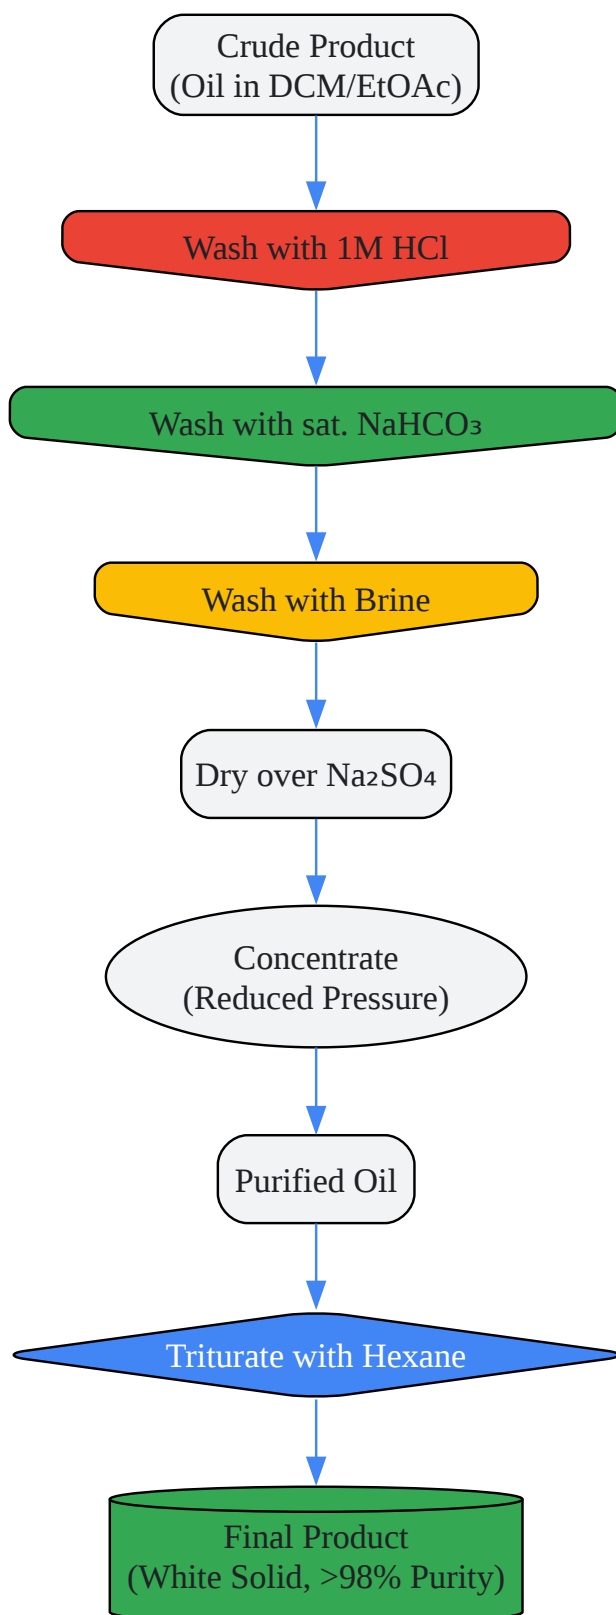 Crude Product
(Oil in DCM/EtOAc)
Wash with 1M HCl
Wash with sat. NaHCO₃
Wash with Brine
Dry over Na₂SO₄
Concentrate
(Reduced Pressure)
Purified Oil
Triturate with Hexane
Final Product
(White Solid, >98% Purity)